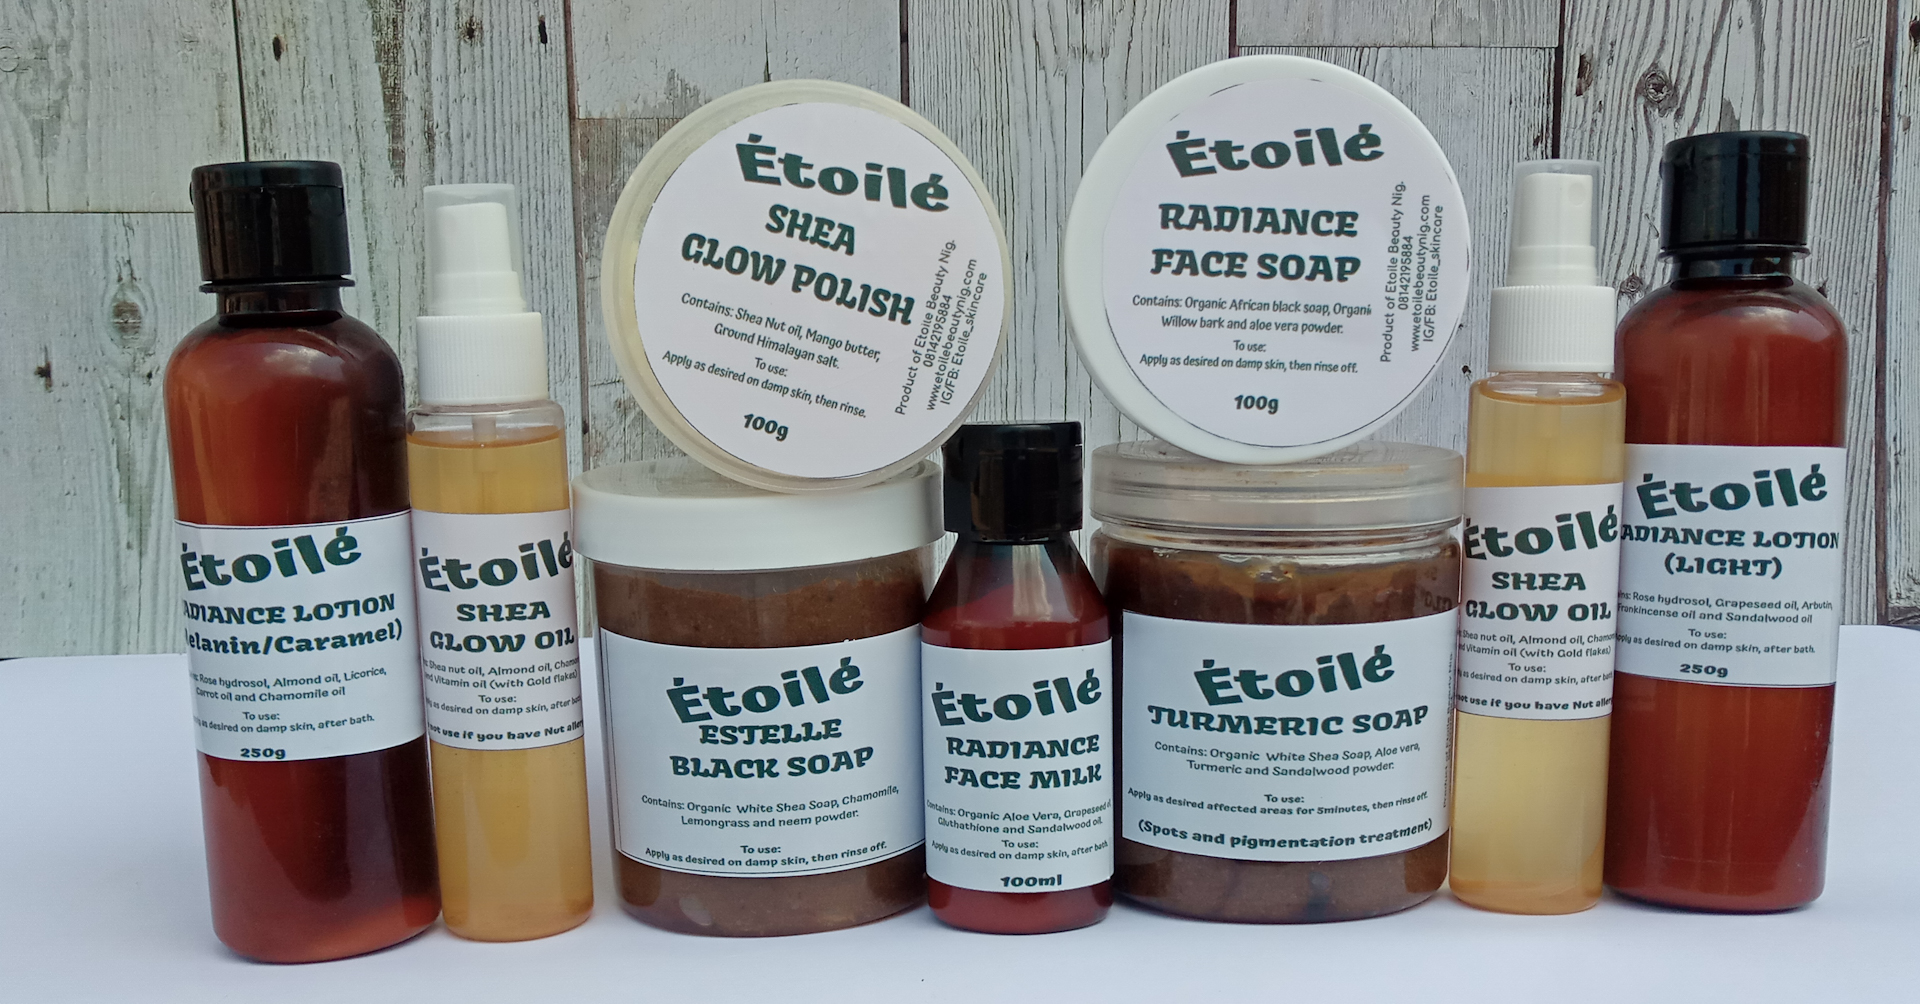 Étoilé
SHEA
GLOW POLISH
Contains: Shea Nut oil, Mango butter,
Ground Himalayan salt.
To use:
Apply as desired on damp skin, then rinse.
100g
Product of Etoile Beauty Nig.
08142195884
www.etoilebeautynig.com
IG/FB: Etoile_skincare
Étoilé
RADIANCE
FACE SOAP
Contains: Organic African black soap, Organi
Willow bark and aloe vera powder.
To use:
Apply as desired on damp skin, then rinse off.
100g
Product of Etoile Beauty Nig.
08142195884
www.etoilebeautynig.com
IG/FB: Etoile_skincare
Étoilé
ADIANCE LOTION
elanin/Caramel)
Rose hydrosol, Almond oil, Licorice,
Carrot oil and Chamomile oil
To use:
as desired on damp skin, after bath.
250g
Étoilé
SHEA
GLOW OIL
Shea nut oil, Almond oil, Chamom
Vitamin oil (with Gold flakes)
To use:
as desired on damp skin, after bath
not use if you have Nut aller
Étoilé
ESTELLE
BLACK SOAP
Contains: Organic White Shea Soap, Chamomile,
Lemongrass and neem powder.
To use:
Apply as desired on damp skin, then rinse off.
Étoilé
RADIANCE
FACE MILK
Contains: Organic Aloe Vera, Grapeseed
Gluthathione and Sandalwood oil.
To use:
Apply as desired on damp skin, after bath
100ml
Étoilé
TURMERIC SOAP
Contains: Organic White Shea Soap, Aloe vera,
Turmeric and Sandalwood powder.
To use:
Apply as desired affected areas for 5minutes, then rinse off.
(Spots and pigmentation treatment)
Étoilé
SHEA
GLOW OIL
Shea nut oil, Almond oil, Chamom
Vitamin oil (with Gold flakes)
To use:
as desired on damp skin, after
not use if you have Nut aller
Étoilé
ADIANCE LOTION
(LIGHT)
Rose hydrosol, Grapeseed oil, Arbutin,
Frankincense oil and Sandalwood oil
To use:
Apply as desired on damp skin, after bath.
250g